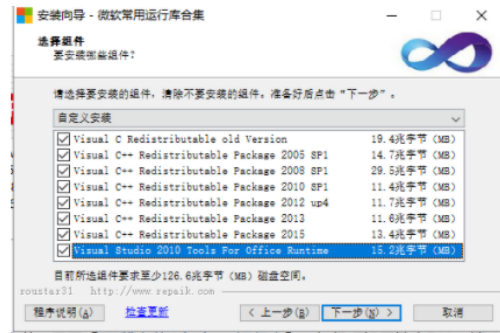 安装向导 - 微软常用运行库合集
选择组件
要安装哪些组件?
请选择要安装的组件，清除不要安装的组件。准备好后点击“下一步”。
自定义安装
Visual C Redistributable old Version 19.4兆字节 (MB)
Visual C++ Redistributable Package 2005 SP1 14.7兆字节 (MB)
Visual C++ Redistributable Package 2008 SP1 29.5兆字节 (MB)
Visual C++ Redistributable Package 2010 SP1 11.4兆字节 (MB)
Visual C++ Redistributable Package 2012 up4 11.7兆字节 (MB)
Visual C++ Redistributable Package 2013 11.6兆字节 (MB)
Visual C++ Redistributable Package 2015 13.4兆字节 (MB)
Visual Studio 2010 Tools For Office Runtime 15.2兆字节 (MB)
目前所选组件要求至少126.6兆字节 (MB) 磁盘空间。
roustar31 http://www.repaik.com
程序说明(A) 检查更新 < 上一步(B) 下一步(N) > 取消